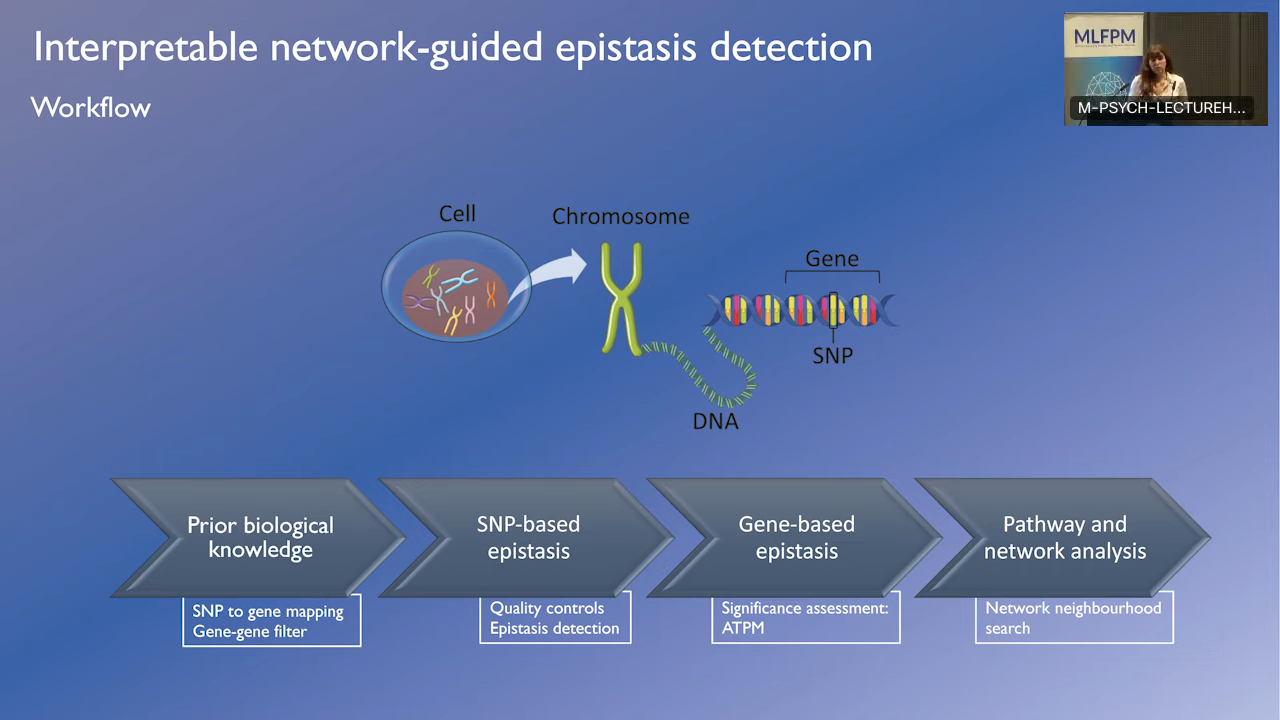 Interpretable network-guided epistasis detection
Workflow
MLFPM
M-PSYCH-LECTUREH...
Cell
Chromosome
Gene
SNP
DNA
Prior biological
knowledge
SNP to gene mapping
Gene-gene filter
SNP-based
epistasis
Quality controls
Epistasis detection
Gene-based
epistasis
Significance assessment:
ATPM
Pathway and
network analysis
Network neighbourhood
search